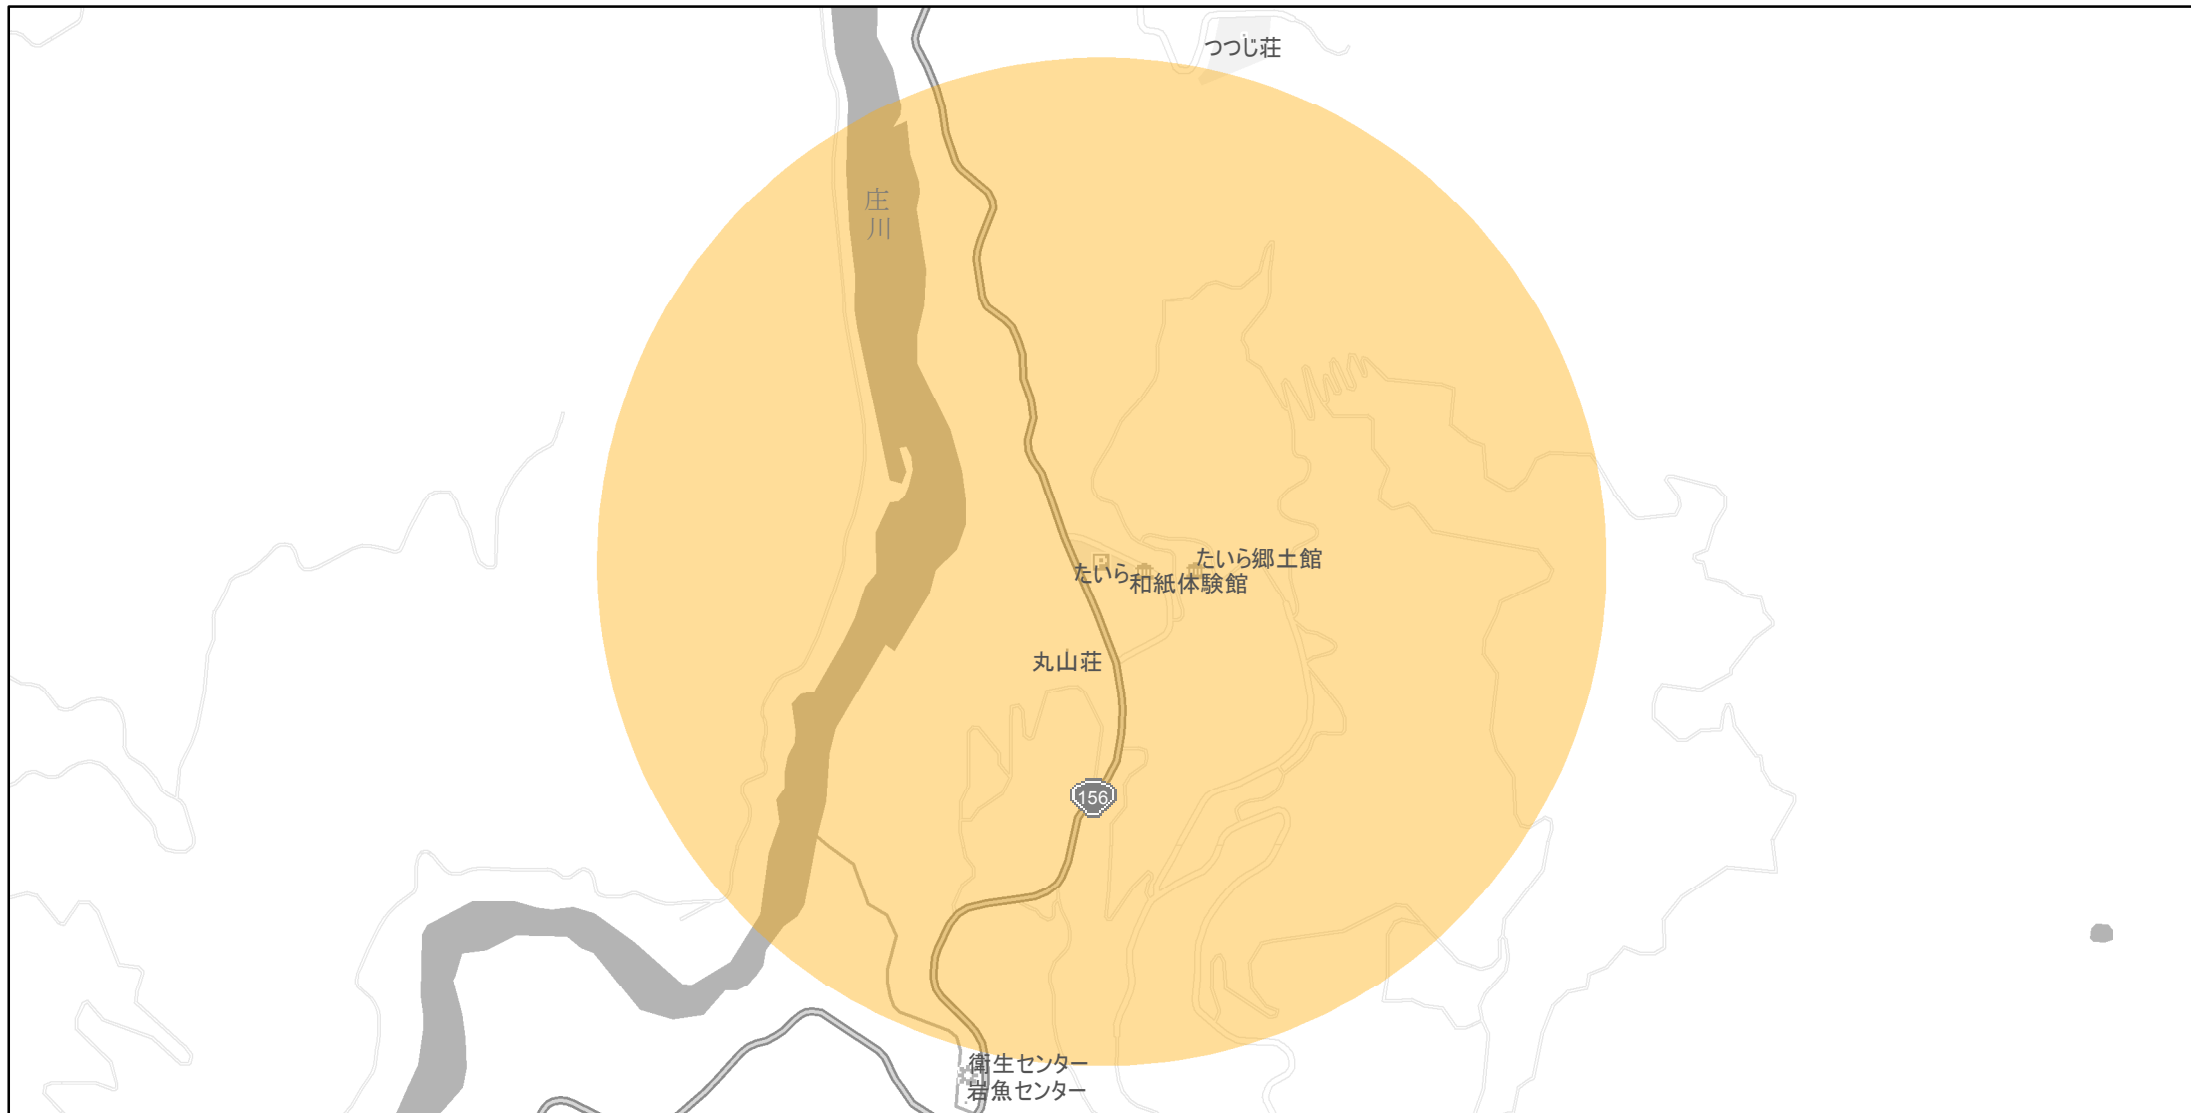 つつじ荘
庄川
たいら郷土館
たいら
和紙体験館
丸山荘
156
衛生センター
岩魚センター